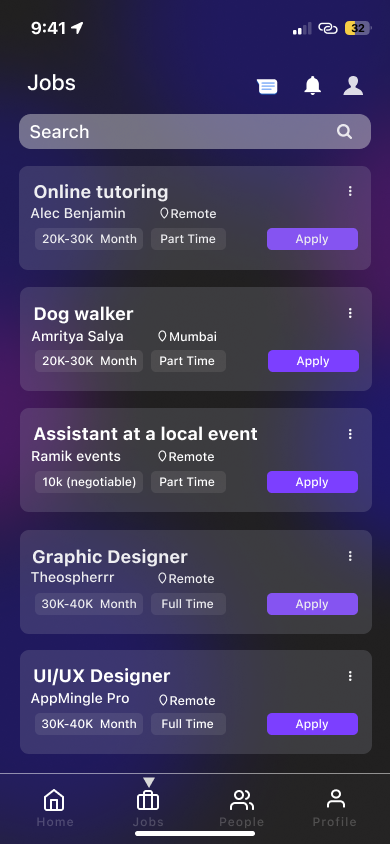 9:41
32
Jobs
Search
Online tutoring
Alec Benjamin Remote
20K-30K Month Part Time Apply
Dog walker
Amritya Salya Mumbai
20K-30K Month Part Time Apply
Assistant at a local event
Ramik events Remote
10k (negotiable) Part Time Apply
Graphic Designer
Theospherrr Remote
30K-40K Month Full Time Apply
UI/UX Designer
AppMingle Pro Remote
30K-40K Month Full Time Apply
Home Jobs People Profile